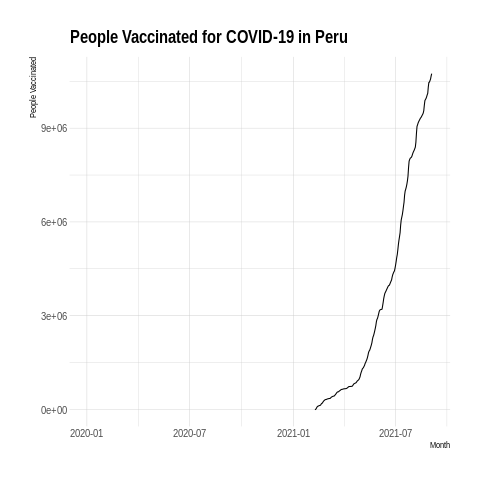 People Vaccinated for COVID-19 in Peru
People Vaccinated
9e+06
6e+06
3e+06
0e+00
2020-01 2020-07 2021-01 2021-07
Month